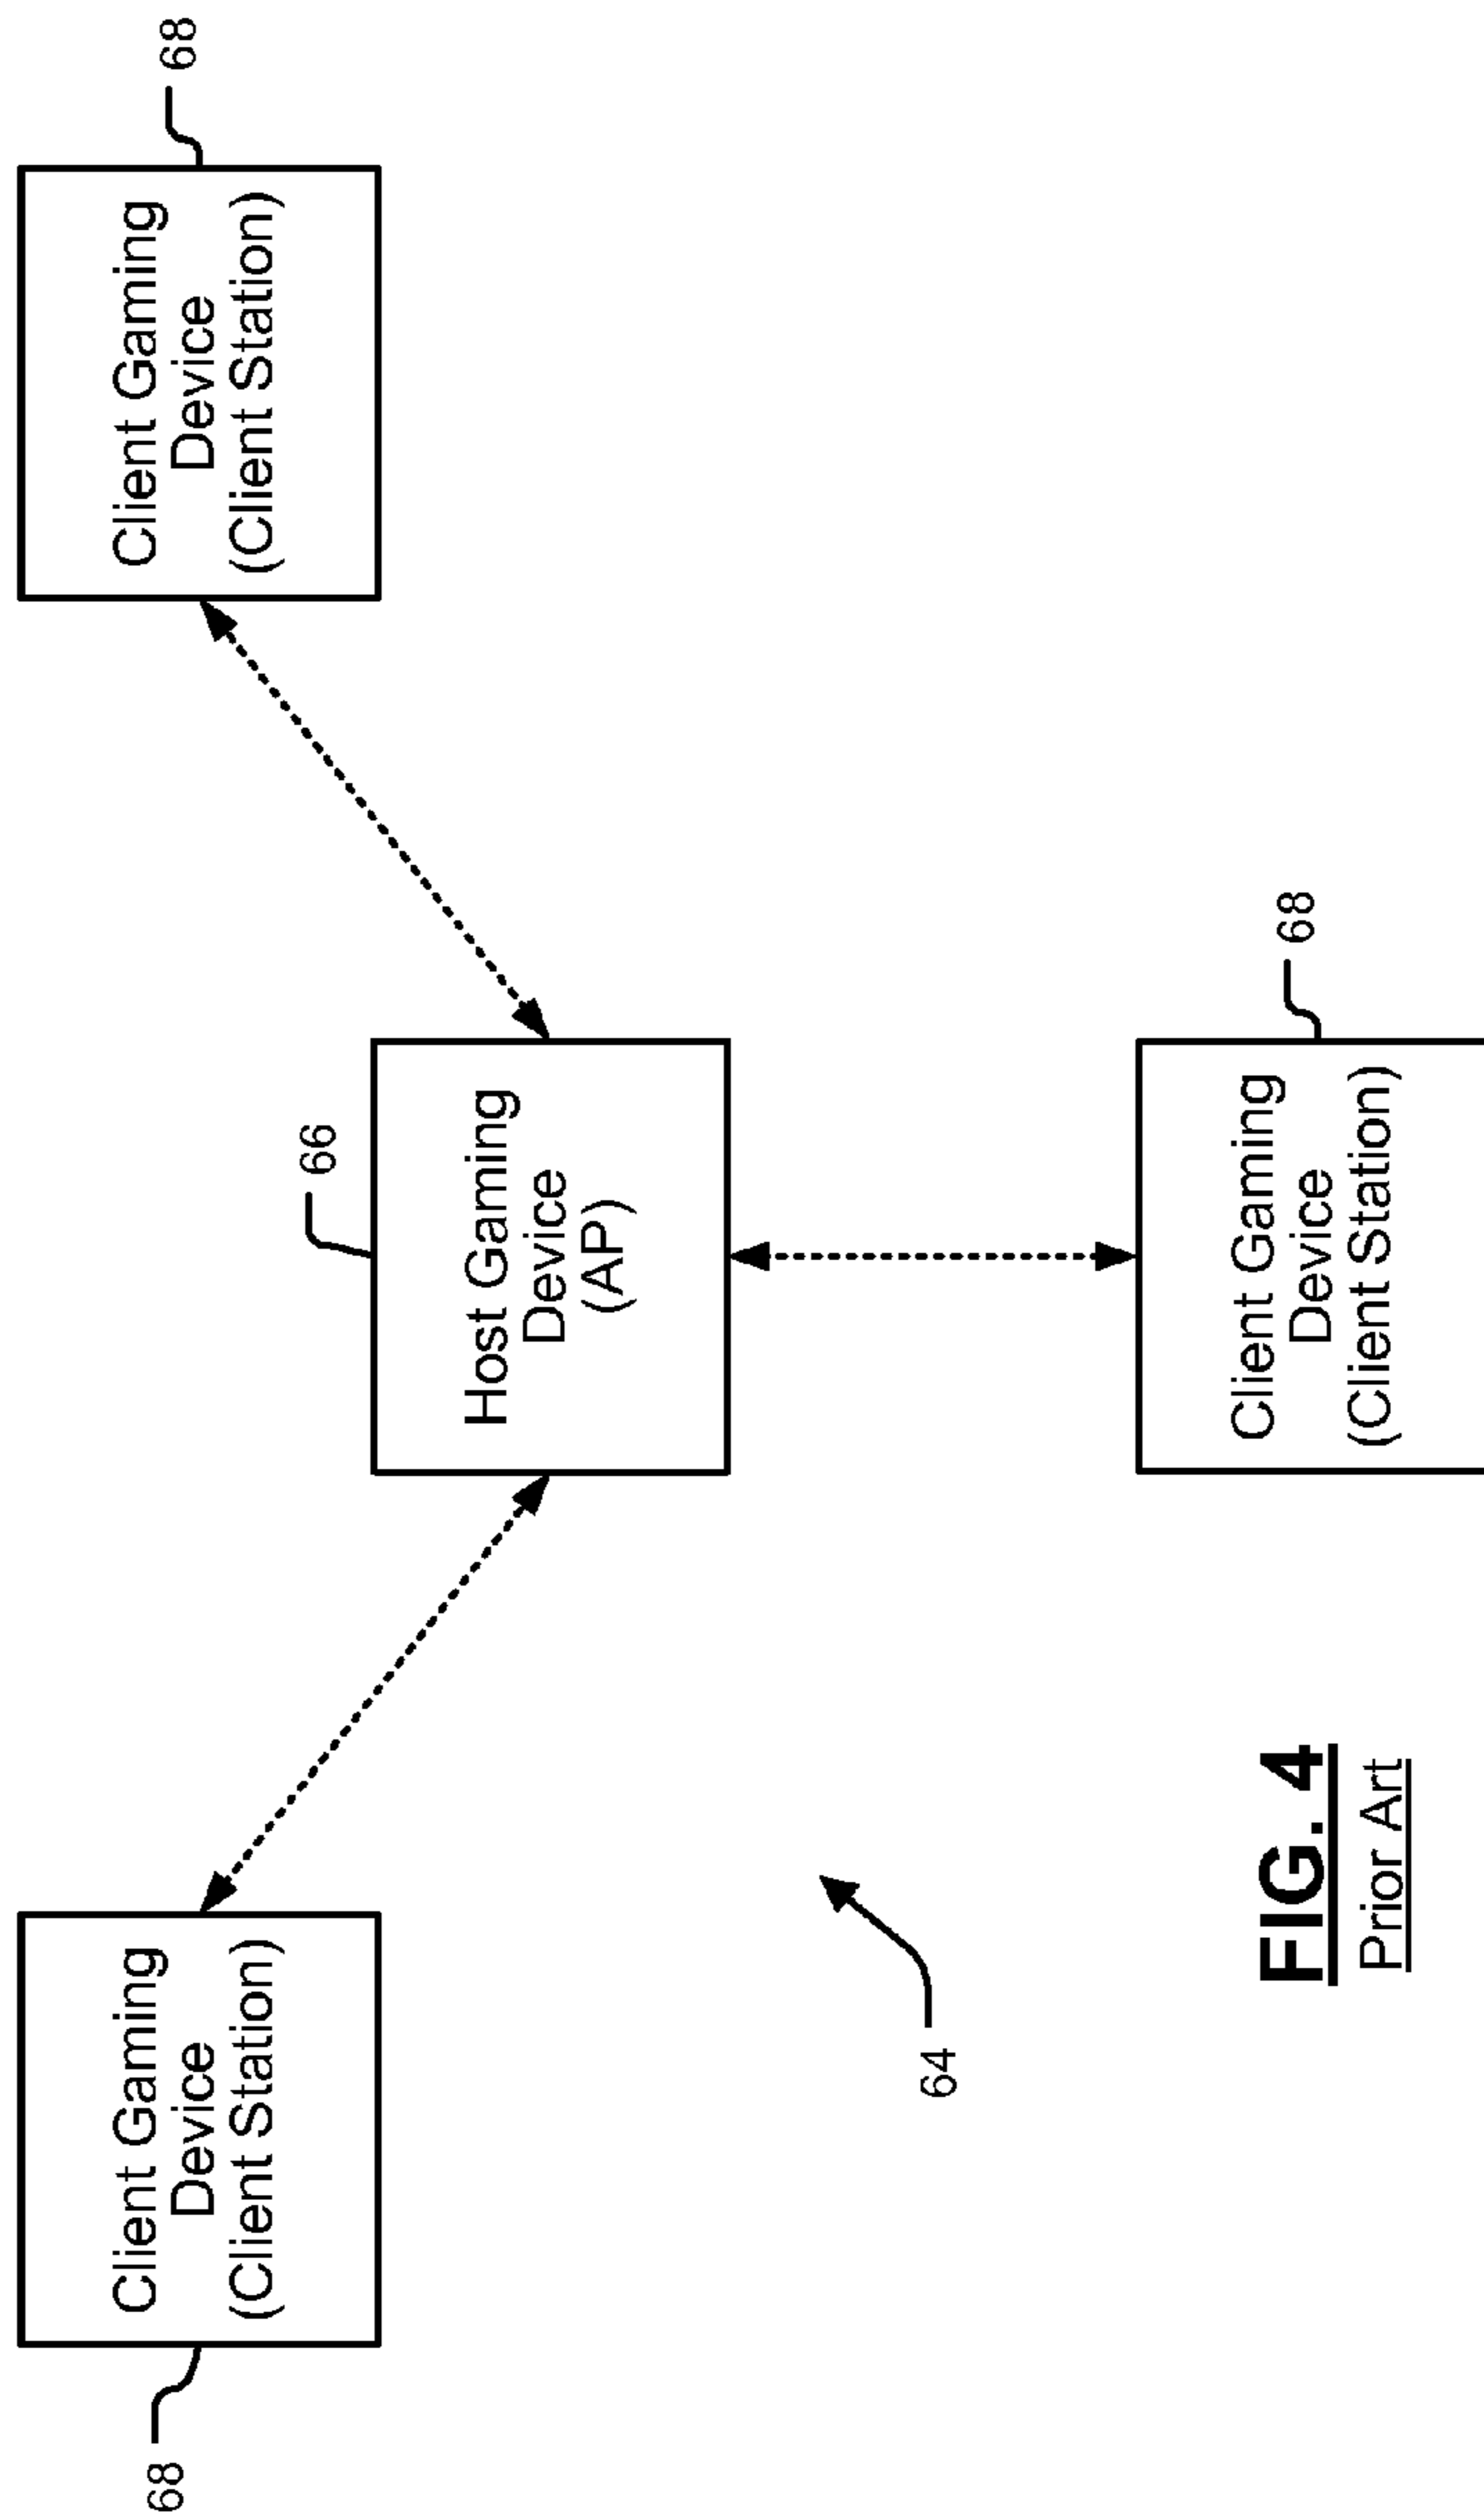 68
Client Gaming
Device
(Client Station)
Client Gaming
Device
(Client Station)
68
66
Host Gaming
Device
(AP)
64
68
Client Gaming
Device
(Client Station)
FIG. 4
Prior Art